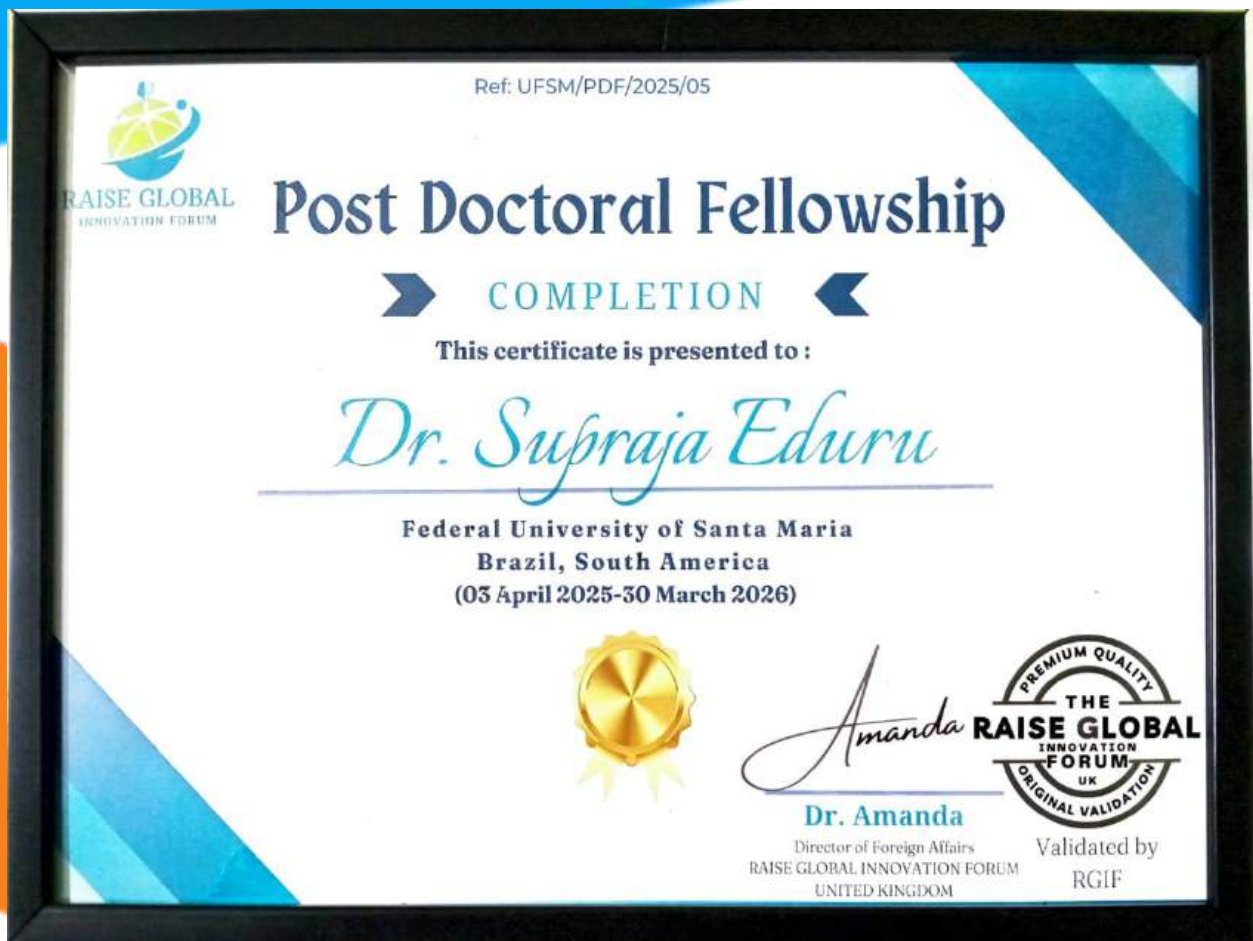 Ref: UFSM/PDF/2025/05
RAISE GLOBAL
INNOVATION FORUM
Post Doctoral Fellowship
COMPLETION
This certificate is presented to :
Dr. Supraja Eduru
Federal University of Santa Maria
Brazil, South America
(03 April 2025-30 March 2026)
Amanda
Dr. Amanda
Director of Foreign Affairs
RAISE GLOBAL INNOVATION FORUM
UNITED KINGDOM
PREMIUM QUALITY
THE
RAISE GLOBAL
INNOVATION
FORUM
UK
ORIGINAL VALIDATION
Validated by
RGIF